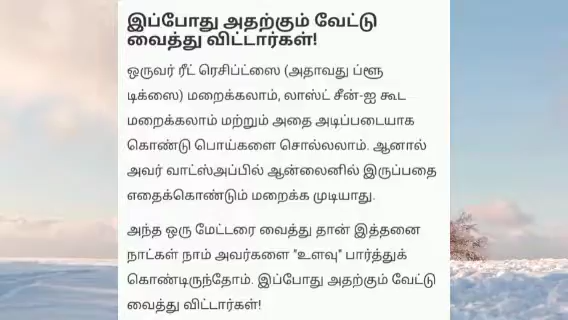 இப்போது அதற்கும் வேட்டு
வைத்து விட்டார்கள்!
ஒருவர் ரீட் ரெசிப்ட்ஸை (அதாவது ப்ளூ
டிக்ஸை) மறைக்கலாம், லாஸ்ட் சீன்-ஐ கூட
மறைக்கலாம் மற்றும் அதை அடிப்படையாக
கொண்டு பொய்களை சொல்லலாம். ஆனால்
அவர் வாட்ஸ்அப்பில் ஆன்லைனில் இருப்பதை
எதைக்கொண்டும் மறைக்க முடியாது.
அந்த ஒரு மேட்டரை வைத்து தான் இத்தனை
நாட்கள் நாம் அவர்களை "உளவு" பார்த்துக்
கொண்டிருந்தோம். இப்போது அதற்கும் வேட்டு
வைத்து விட்டார்கள்!